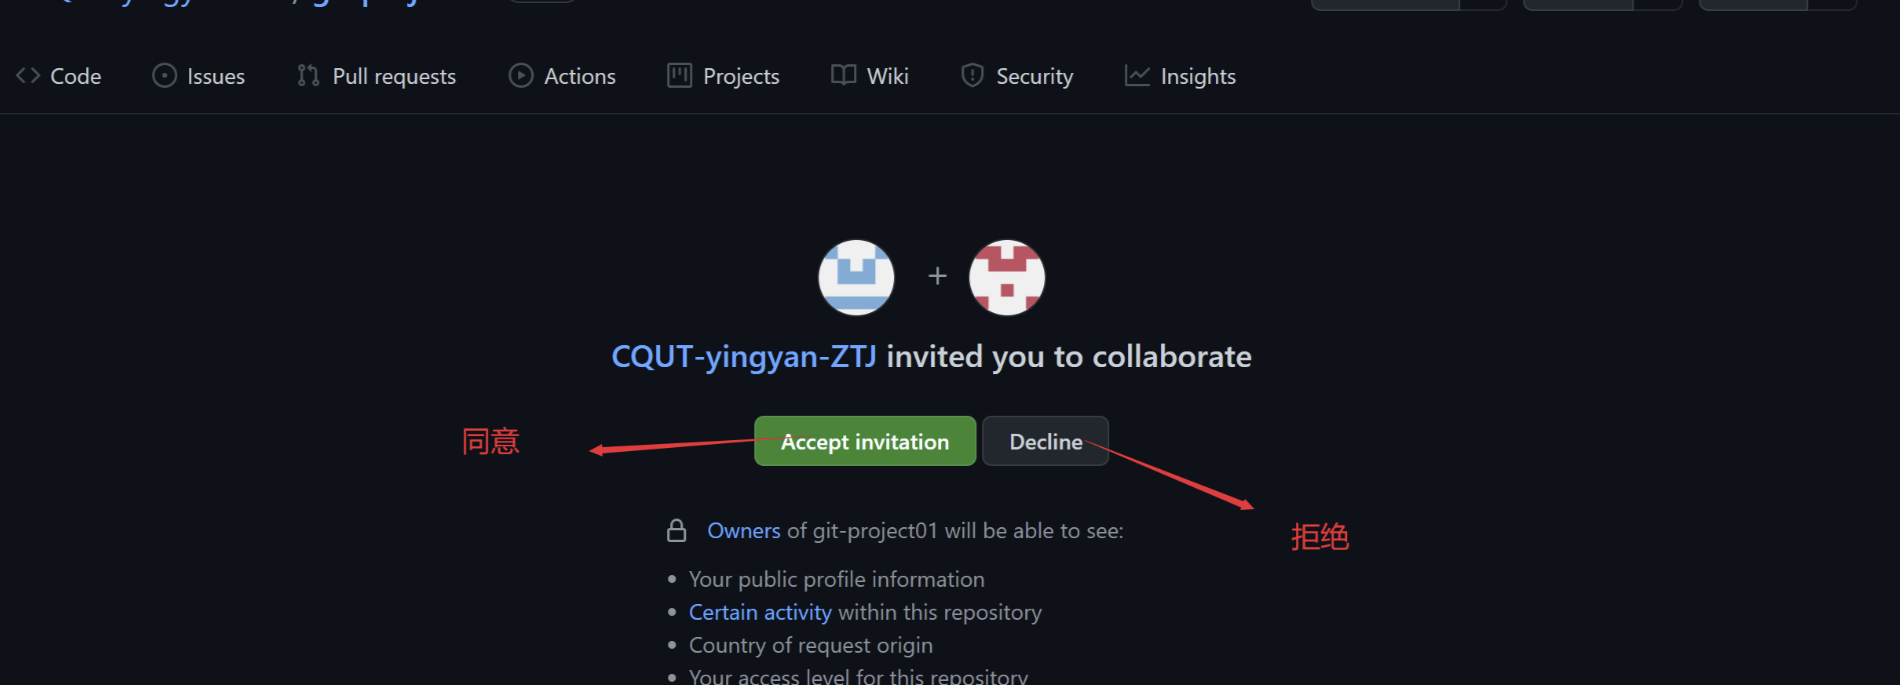 Code Issues Pull requests Actions Projects Wiki Security Insights
+
CQUT-yingyan-ZTJ invited you to collaborate
同意
Accept invitation Decline
Owners of git-project01 will be able to see:
拒绝
• Your public profile information
• Certain activity within this repository
• Country of request origin
• Your access level for this repository